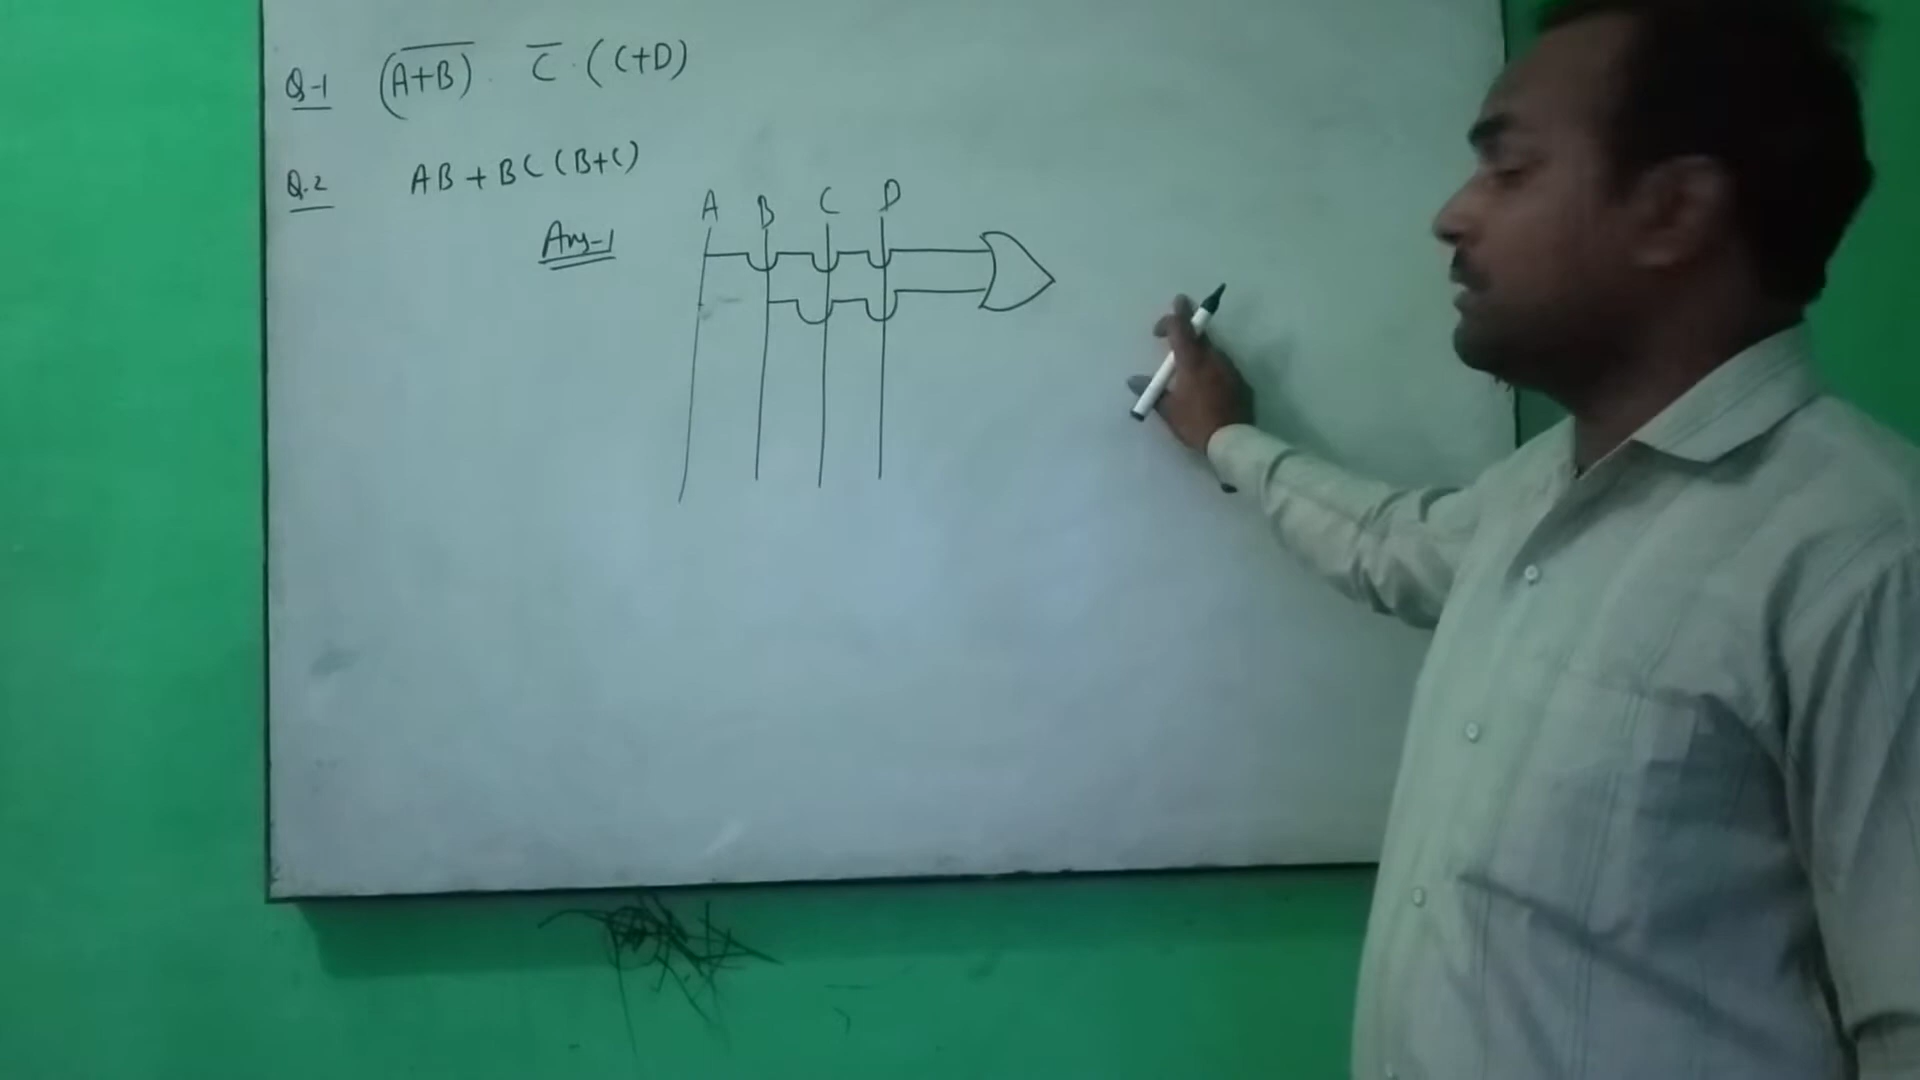 Q-1 (A̅+̅B̅) . C̅ . (C+D)
Q.2 AB + BC (B+C)
A B C D
Ans-1